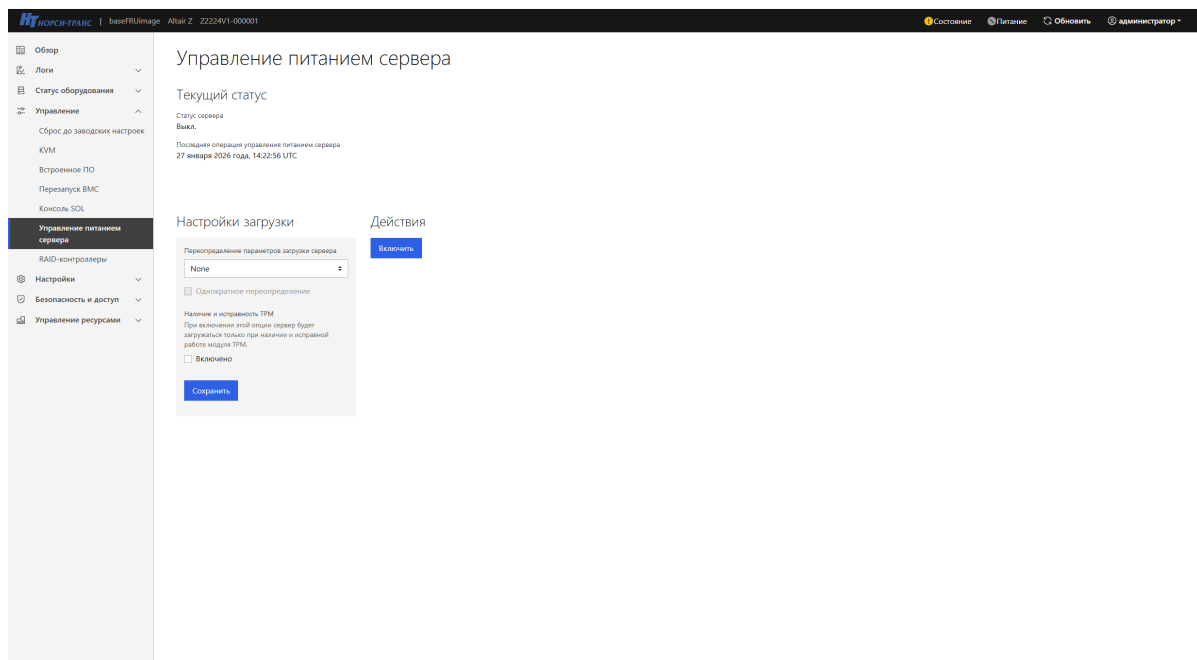 НТ НОРСИ-ТРАНС | baseFRUimage Altair Z Z2224V1-000001 Состояние Питание Обновить администратор
Обзор
Логи
Статус оборудования
Управление
Сброс до заводских настроек
KVM
Встроенное ПО
Перезапуск BMC
Консоль SOL
Управление питанием
сервера
RAID-контроллеры
Настройки
Безопасность и доступ
Управление ресурсами
Управление питанием сервера
Текущий статус
Статус сервера
Выкл.
Последняя операция управления питанием сервера
27 января 2026 года, 14:22:56 UTC
Настройки загрузки
Переопределение параметров загрузки сервера
None
Однократное переопределение
Наличие и исправность TPM
При включении этой опции сервер будет
загружаться только при наличии и исправной
работе модуля TPM.
Включено
Сохранить
Действия
Включить